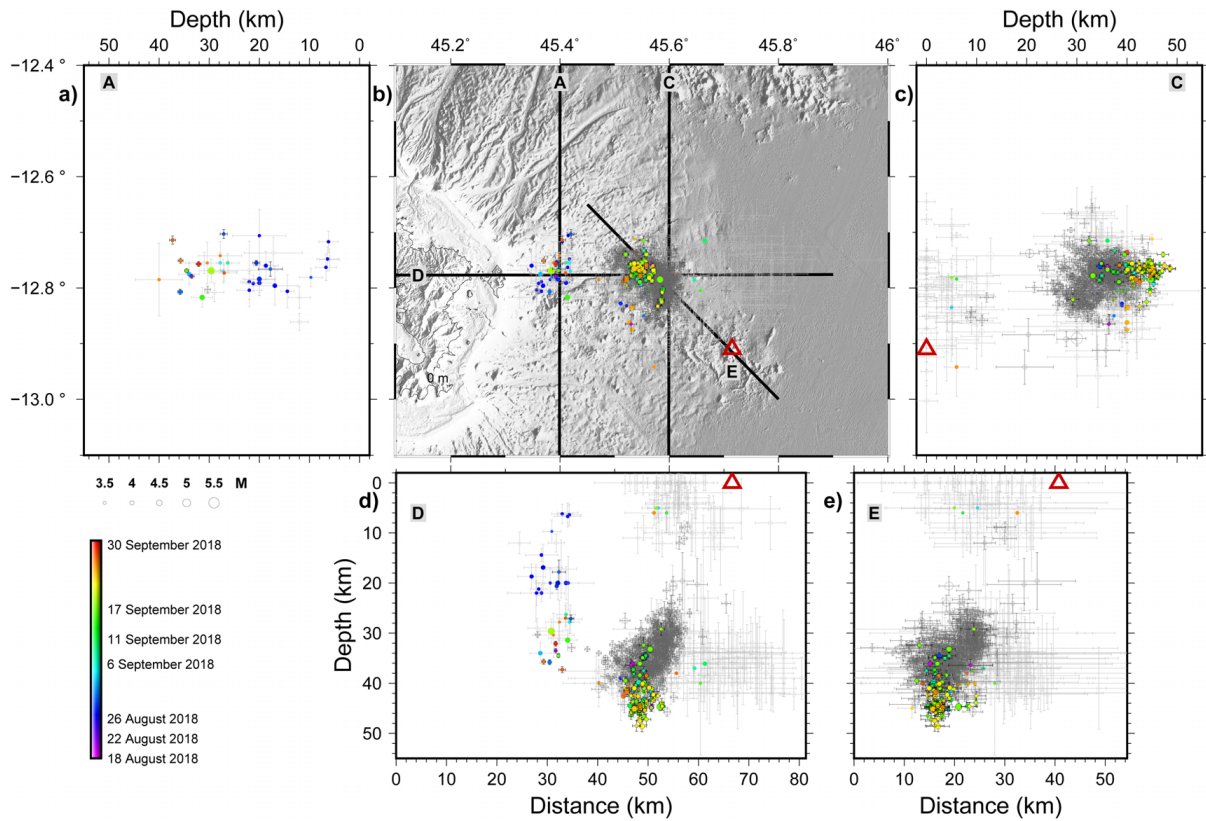 Depth (km)
50 40 30 20 10 0
45.2° 45.4° 45.6° 45.8° 46°
Depth (km)
0 10 20 30 40 50
−12.4 °
−12.6 °
−12.8 °
−13.0 °
a)
A
b)
A
C
D
E
0 m
c)
C
3.5 4 4.5 5 5.5 M
30 September 2018
17 September 2018
11 September 2018
6 September 2018
26 August 2018
22 August 2018
18 August 2018
d)
D
Depth (km)
0
10
20
30
40
50
0 10 20 30 40 50 60 70 80
Distance (km)
e)
E
0 10 20 30 40 50
Distance (km)